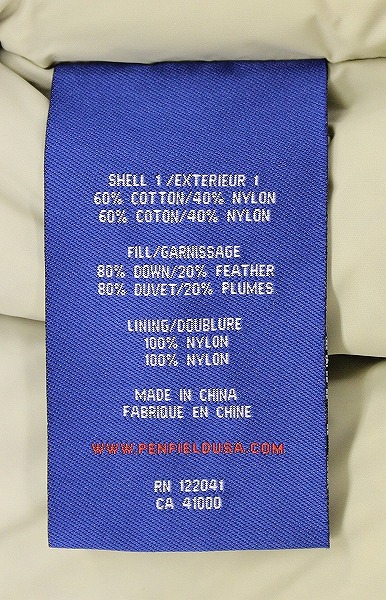 SHELL 1/EXTERIEUR 1
60% COTTON/40% NYLON
60% COTON/40% NYLON
FILL/GARNISSAGE
80% DOWN/20% FEATHER
80% DUVET/20% PLUMES
LINING/DOUBLURE
100% NYLON
100% NYLON
MADE IN CHINA
FABRIQUE EN CHINE
WWW.PENFIELDUSA.COM
RN 122041
CA 41000